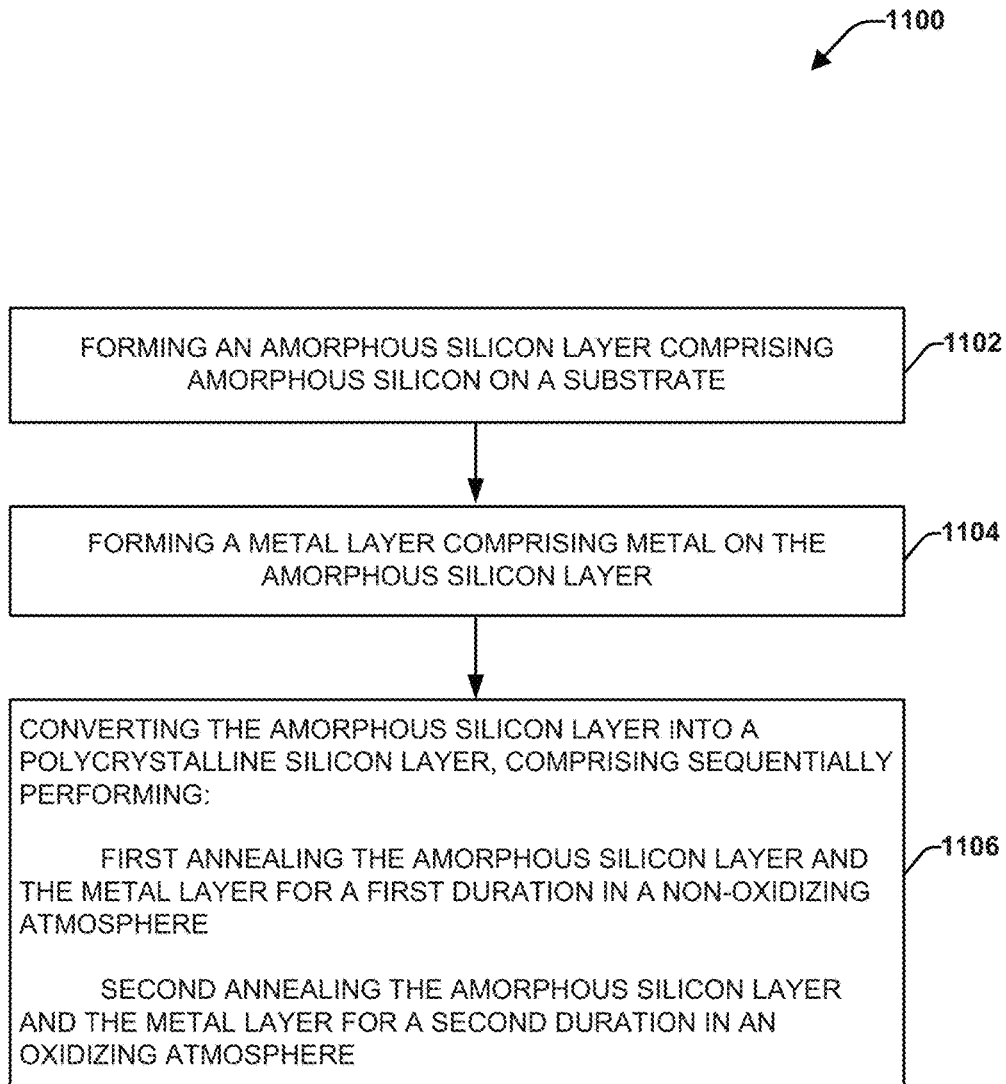 1100
FORMING AN AMORPHOUS SILICON LAYER COMPRISING
AMORPHOUS SILICON ON A SUBSTRATE
1102
FORMING A METAL LAYER COMPRISING METAL ON THE
AMORPHOUS SILICON LAYER
1104
CONVERTING THE AMORPHOUS SILICON LAYER INTO A
POLYCRYSTALLINE SILICON LAYER, COMPRISING SEQUENTIALLY
PERFORMING:
FIRST ANNEALING THE AMORPHOUS SILICON LAYER AND
THE METAL LAYER FOR A FIRST DURATION IN A NON-OXIDIZING
ATMOSPHERE
SECOND ANNEALING THE AMORPHOUS SILICON LAYER
AND THE METAL LAYER FOR A SECOND DURATION IN AN
OXIDIZING ATMOSPHERE
1106